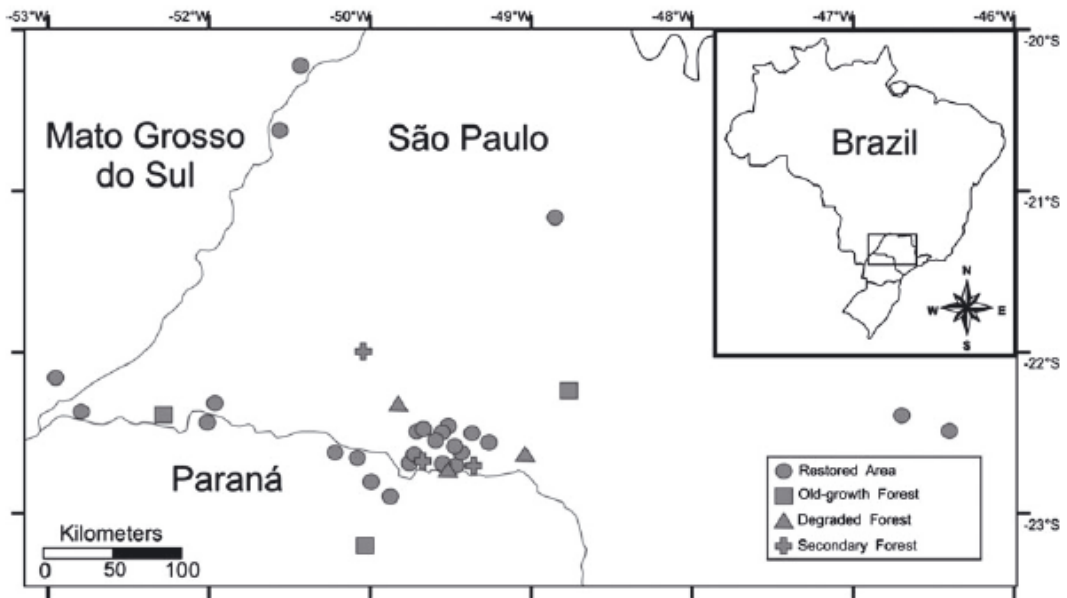 -53°W -52°W -50°W -49°W -48°W -47°W -46°W
-20°S
Mato Grosso
do Sul
São Paulo
Brazil
-21°S
N
W E
S
-22°S
Paraná
Restored Area
Old-growth Forest
Degraded Forest
Secondary Forest
-23°S
Kilometers
0 50 100